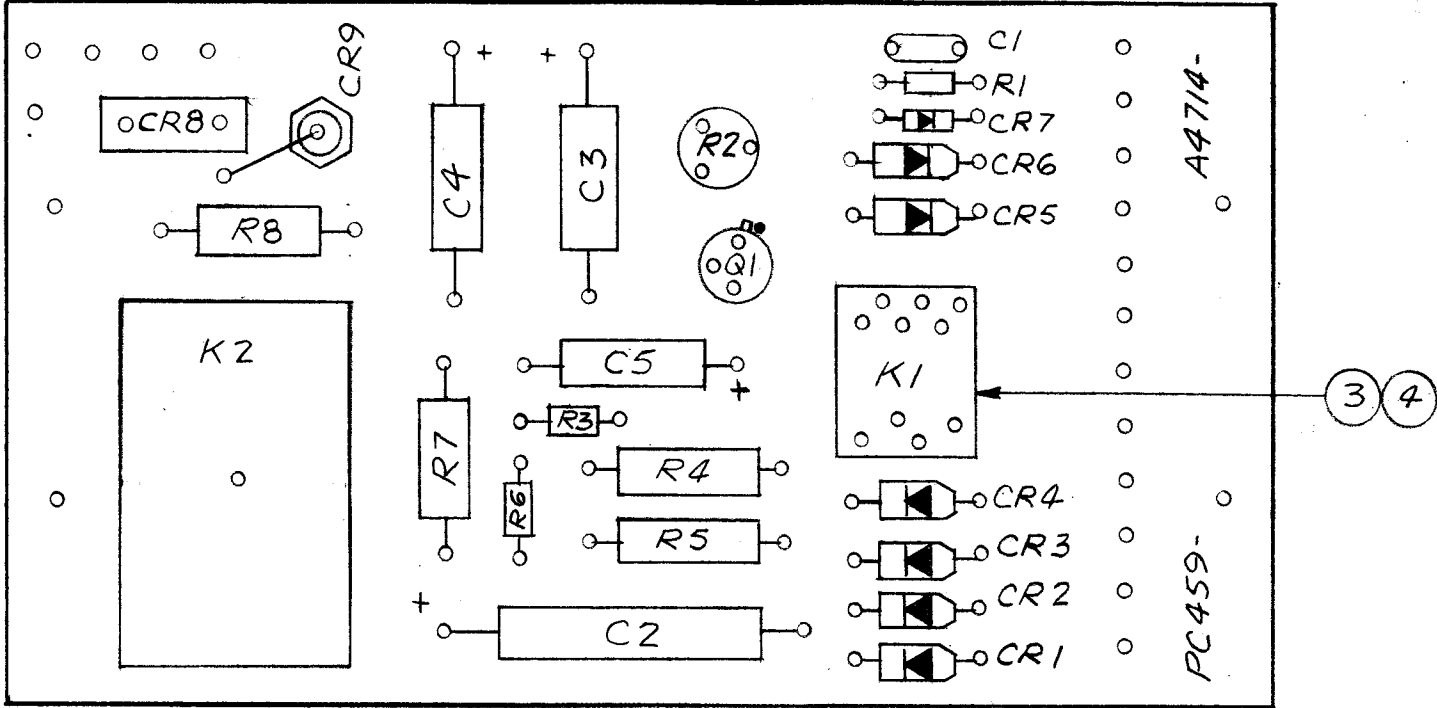 CR9
+
+
C1
R1
CR8
CR7
R2
CR6
C4
C3
CR5
R8
Q1
A4714-
K2
C5
+
K1
3 4
R3
R7
R4
R6
CR4
R5
CR3
+
CR2
C2
CR1
PC459-